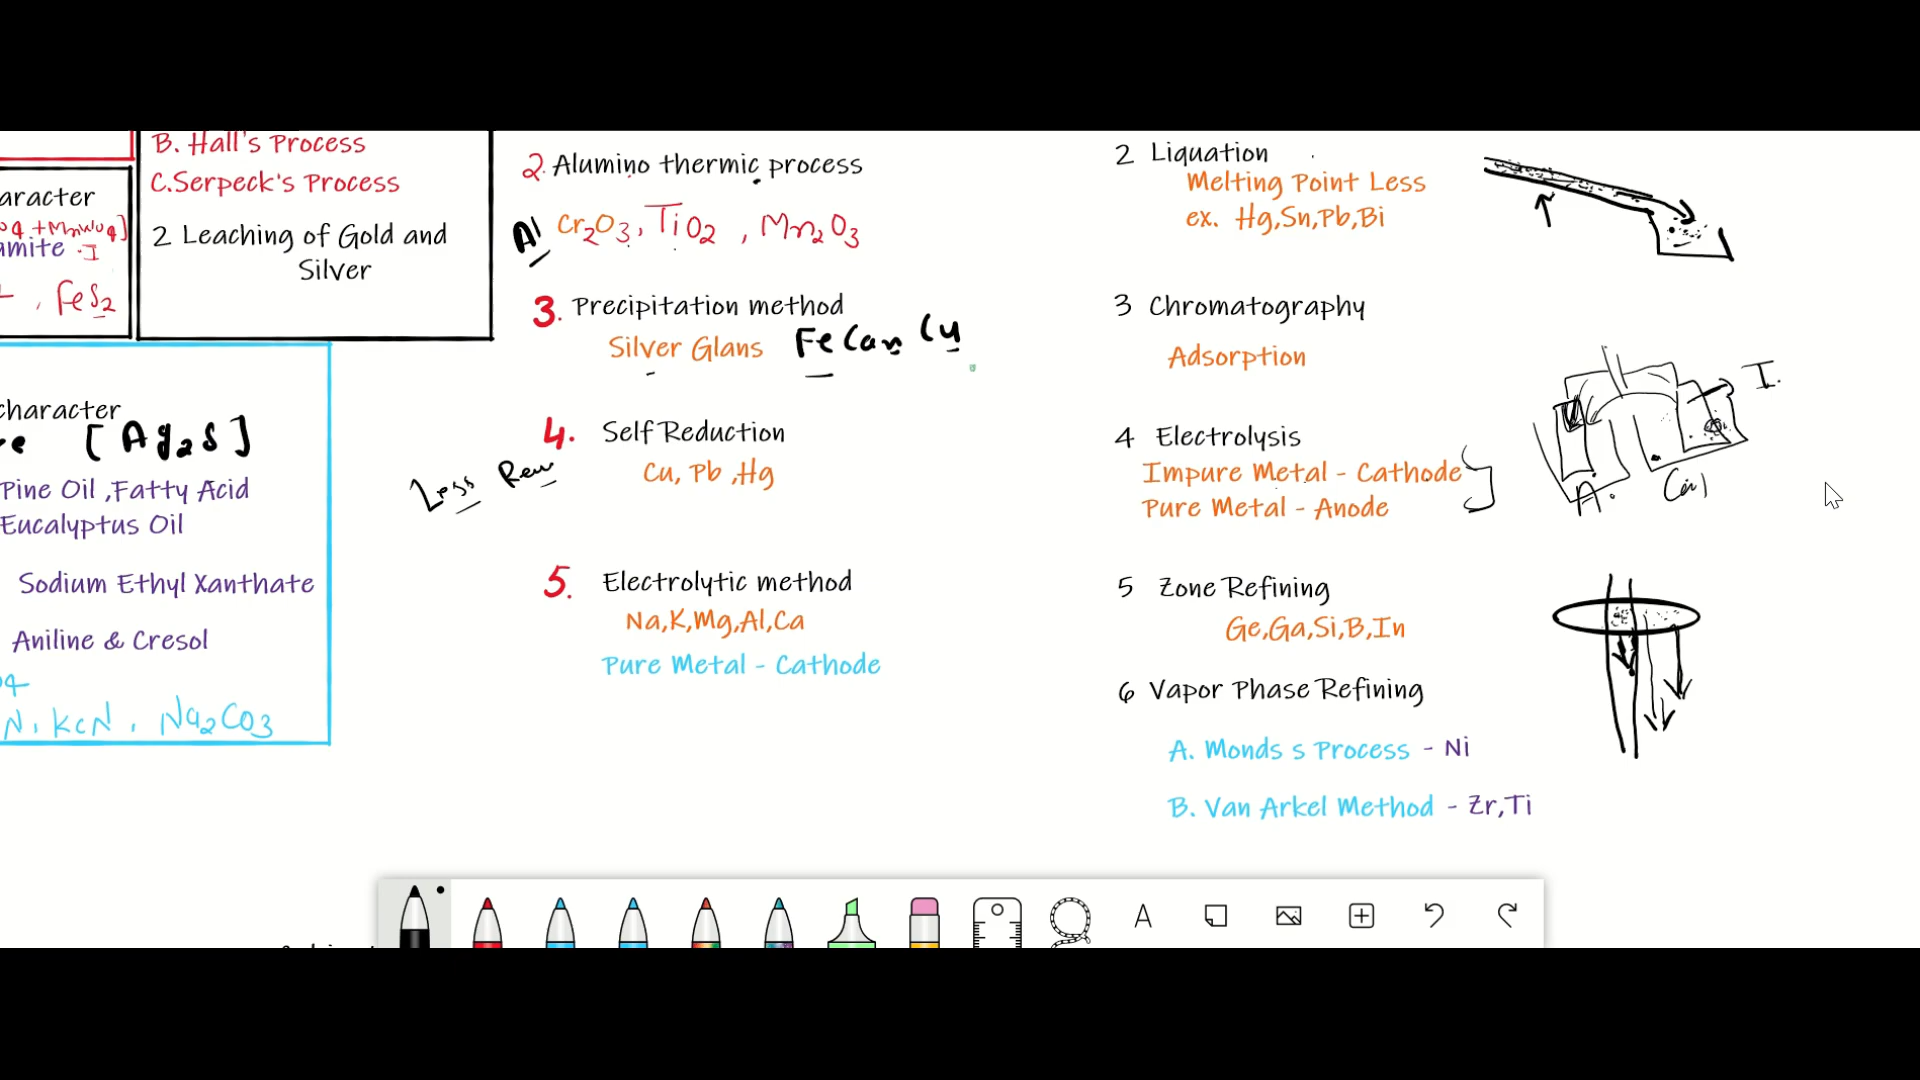 B. Hall's Process
C.Serpeck's Process
2 Leaching of Gold and
Silver
aracter
amite .I
, FeS2
character
[Ag2S]
Pine Oil ,Fatty Acid
Eucalyptus Oil
Sodium Ethyl Xanthate
Aniline & Cresol
N, KCN, Na2CO3
2. Alumino thermic process
Al Cr2O3, TiO2, Mn2O3
3. Precipitation method
Silver Glans Fe Can Cu
4. Self Reduction
Less
Cu, Pb ,Hg
5. Electrolytic method
Na,K,Mg,Al,Ca
Pure Metal - Cathode
2 Liquation
Melting Point Less
ex. Hg,Sn,Pb,Bi
3 Chromatography
Adsorption
I.
4 Electrolysis
Impure Metal - Cathode
Pure Metal - Anode
A.
5 Zone Refining
Ge,Ga,Si,B,In
6 Vapor Phase Refining
A. Monds s Process - Ni
B. Van Arkel Method - Zr,Ti
A